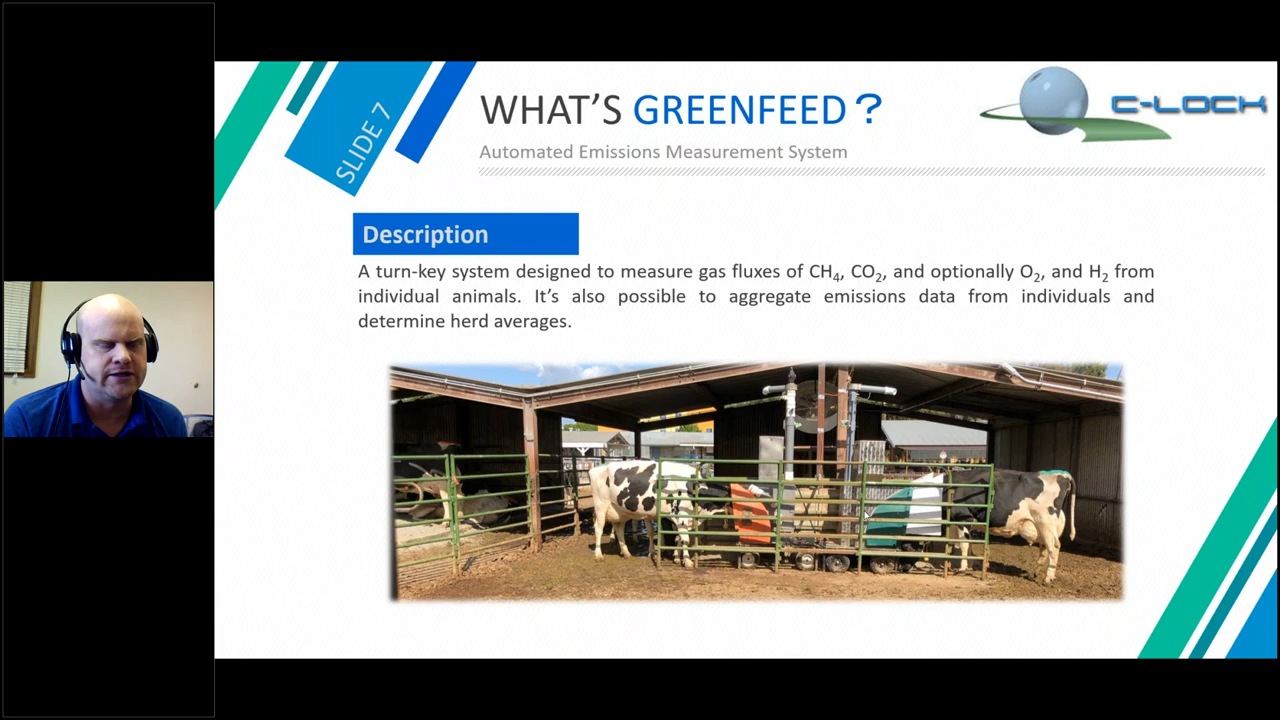 SLIDE 7
WHAT'S GREENFEED?
C-LOCK
Automated Emissions Measurement System
Description
A turn-key system designed to measure gas fluxes of CH₄, CO₂, and optionally O₂, and H₂ from
individual animals. It's also possible to aggregate emissions data from individuals and
determine herd averages.